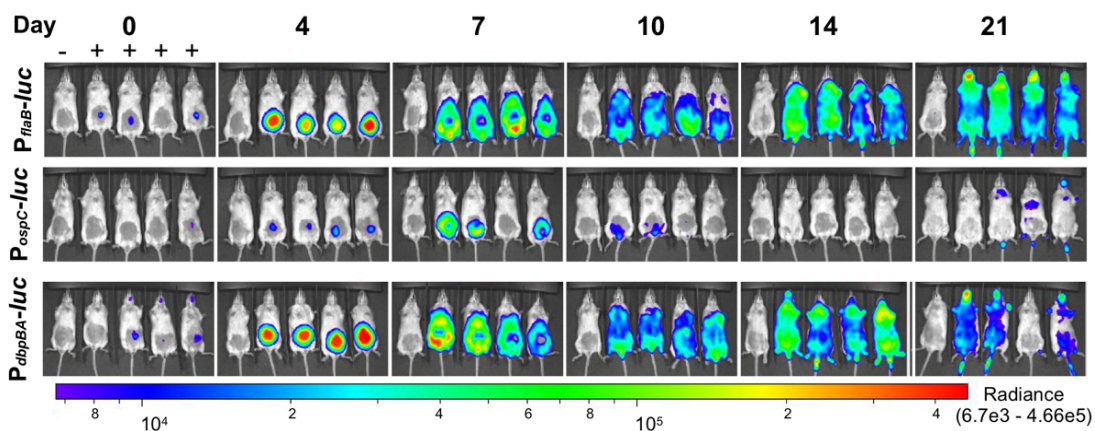 Day 0 4 7 10 14 21
- + + + +
PflaB-luc
PospC-luc
PdbpBA-luc
8 10⁴ 2 4 6 8 10⁵ 2 4
Radiance
(6.7e3 - 4.66e5)